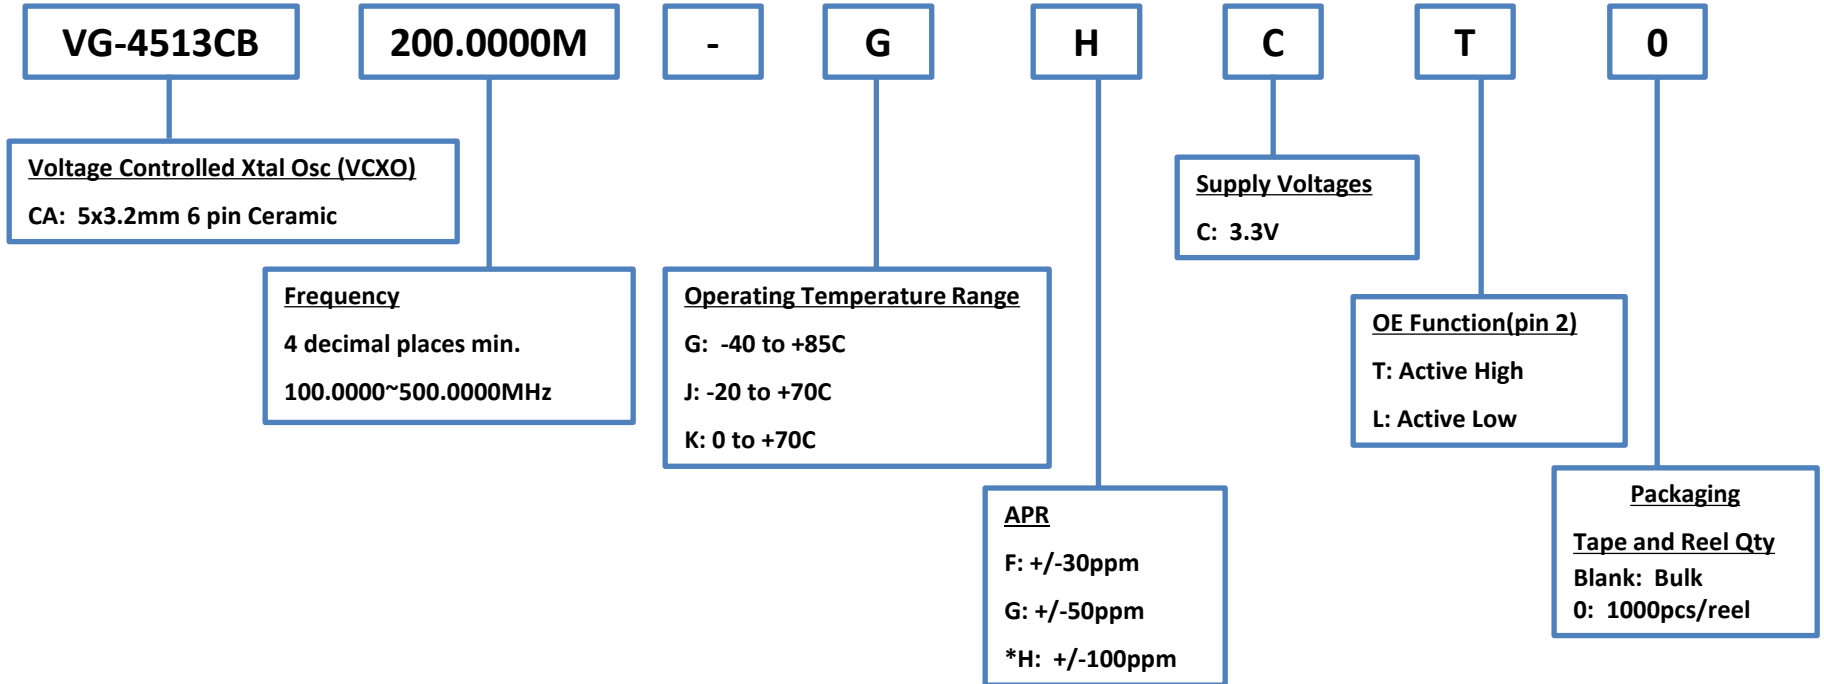 VG-4513CB 200.0000M - G H C T 0
Voltage Controlled Xtal Osc (VCXO)
CA: 5x3.2mm 6 pin Ceramic
Frequency
4 decimal places min.
100.0000~500.0000MHz
Operating Temperature Range
G: -40 to +85C
J: -20 to +70C
K: 0 to +70C
APR
F: +/-30ppm
G: +/-50ppm
*H: +/-100ppm
Supply Voltages
C: 3.3V
OE Function(pin 2)
T: Active High
L: Active Low
Packaging
Tape and Reel Qty
Blank: Bulk
0: 1000pcs/reel